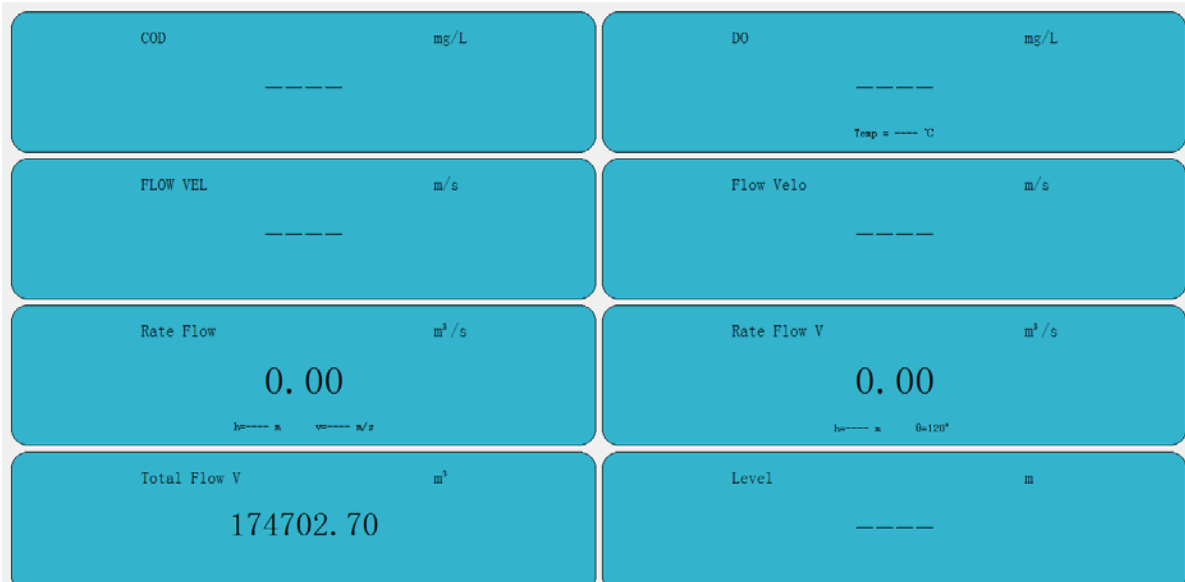 COD mg/L
----
DO mg/L
----
Temp = ---- ℃
FLOW VEL m/s
----
Flow Velo m/s
----
Rate Flow m³/s
0.00
h=---- m v=---- m/s
Rate Flow V m³/s
0.00
h=---- m θ=120°
Total Flow V m³
174702.70
Level m
----